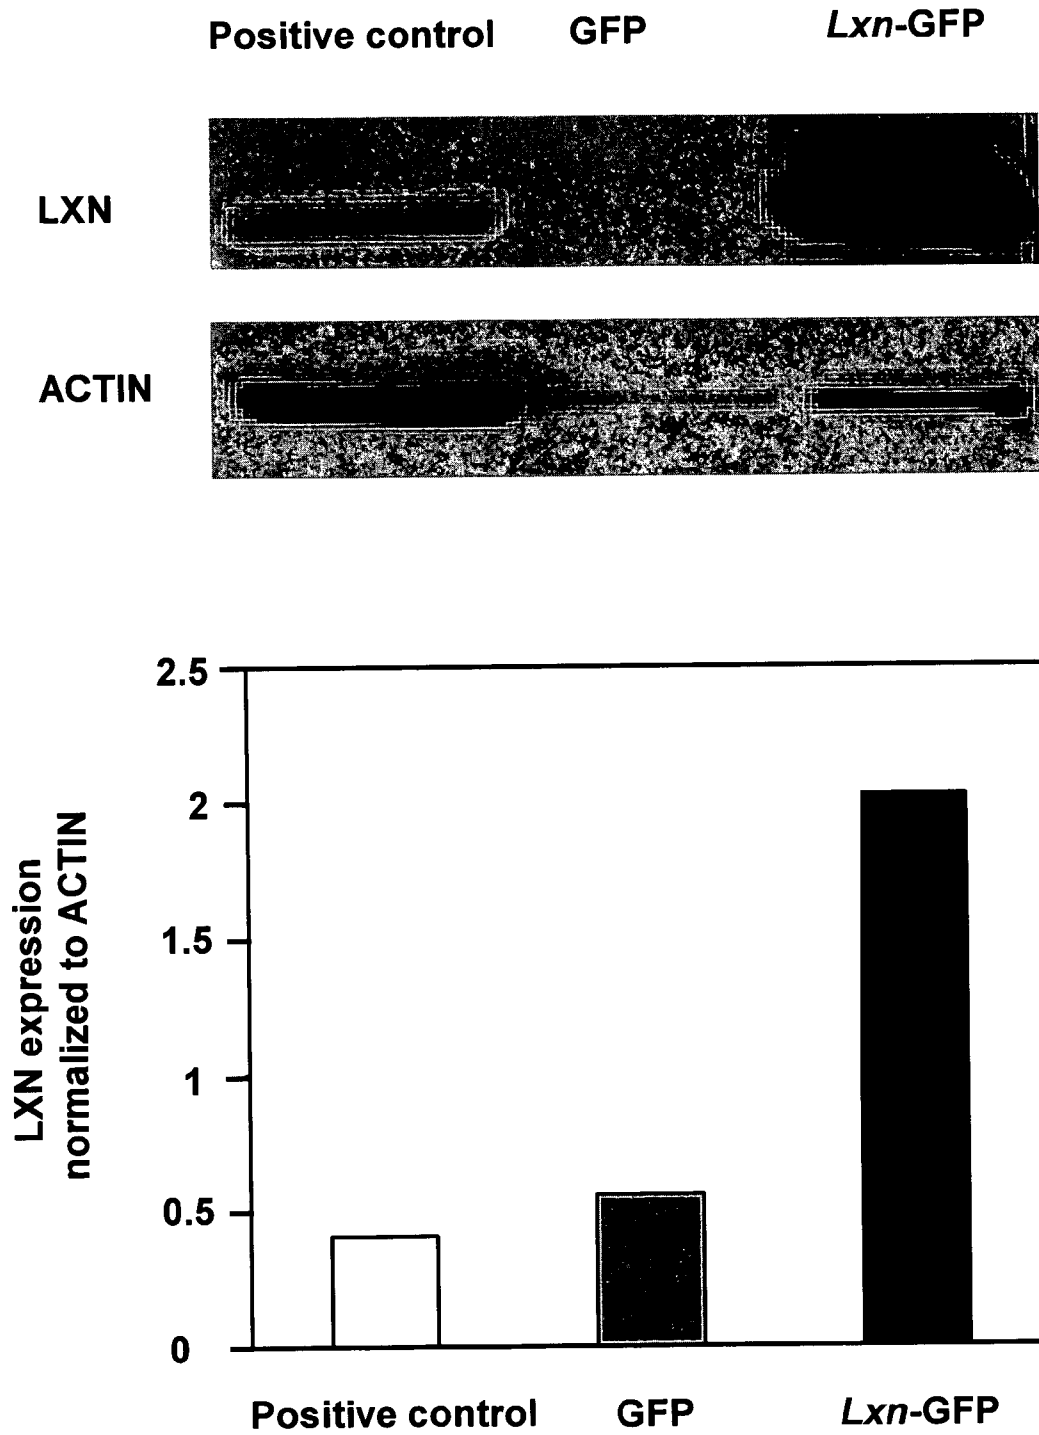 Positive control GFP Lxn-GFP
LXN
ACTIN
2.5
2
1.5
1
0.5
0
LXN expression
normalized to ACTIN
Positive control GFP Lxn-GFP